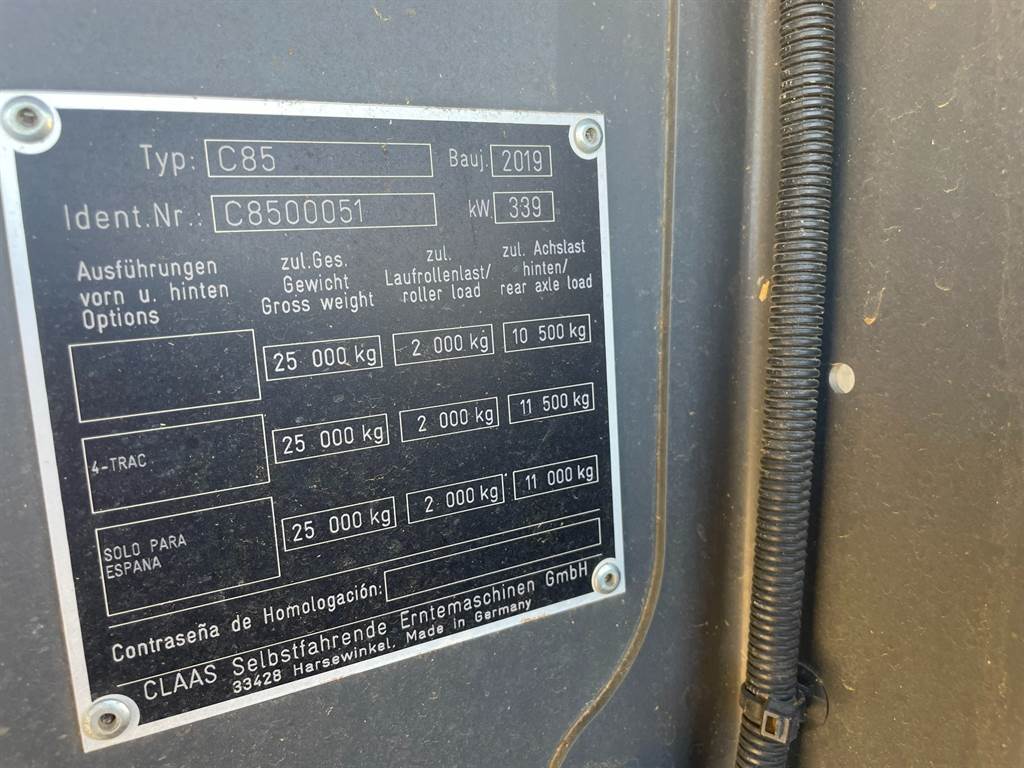 Typ: C85 Bauj. 2019
Ident.Nr.: C8500051 kW. 339
Ausführungen
vorn u. hinten
Options
zul.Ges.
Gewicht
Gross weight
zul.
Laufrollenlast/
roller load
zul. Achslast
hinten/
rear axle load
25 000 kg 2 000 kg 10 500 kg
4-TRAC 25 000 kg 2 000 kg 11 500 kg
SOLO PARA
ESPANA
25 000 kg 2 000 kg 11 000 kg
Contraseña de Homologación:
CLAAS Selbstfahrende Erntemaschinen GmbH
33428 Harsewinkel, Made in Germany